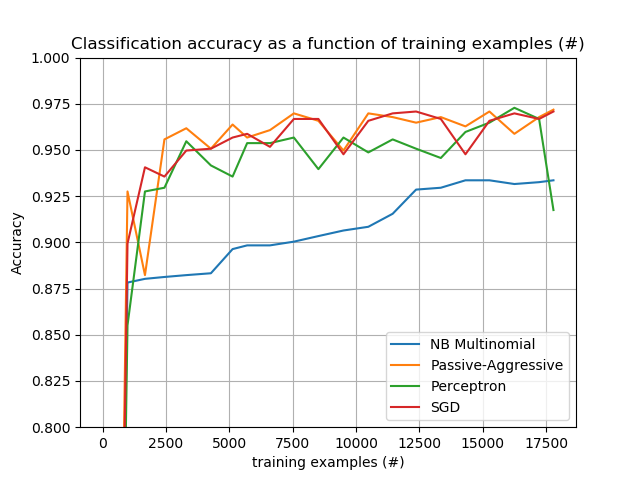 Classification accuracy as a function of training examples (#)
1.000
0.975
0.950
0.925
0.900
0.875
0.850
0.825
0.800
Accuracy
NB Multinomial
Passive-Aggressive
Perceptron
SGD
0 2500 5000 7500 10000 12500 15000 17500
training examples (#)